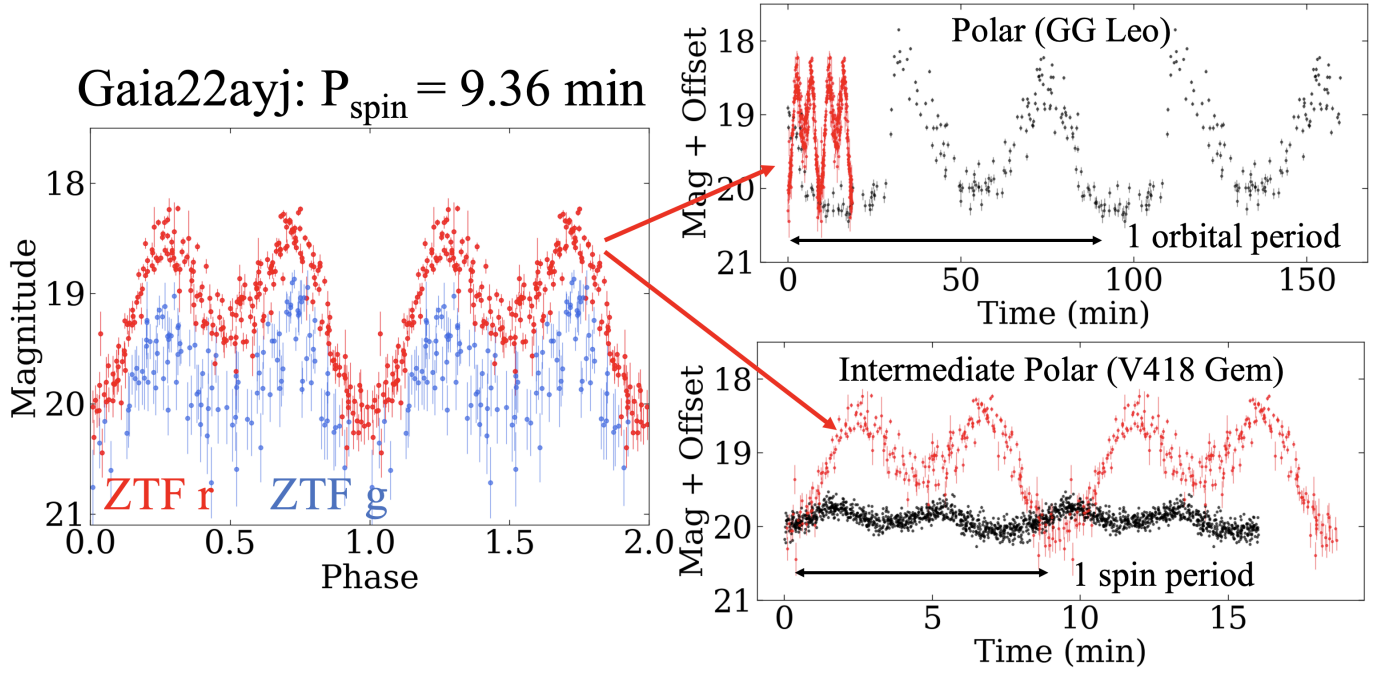 Gaia22ayj: Pspin = 9.36 min
Magnitude
18
19
20
21
ZTF r
ZTF g
0.0
0.5
1.0
1.5
2.0
Phase
Polar (GG Leo)
Mag + Offset
18
19
20
21
1 orbital period
0
50
100
150
Time (min)
Intermediate Polar (V418 Gem)
Mag + Offset
18
19
20
21
1 spin period
0
5
10
15
Time (min)